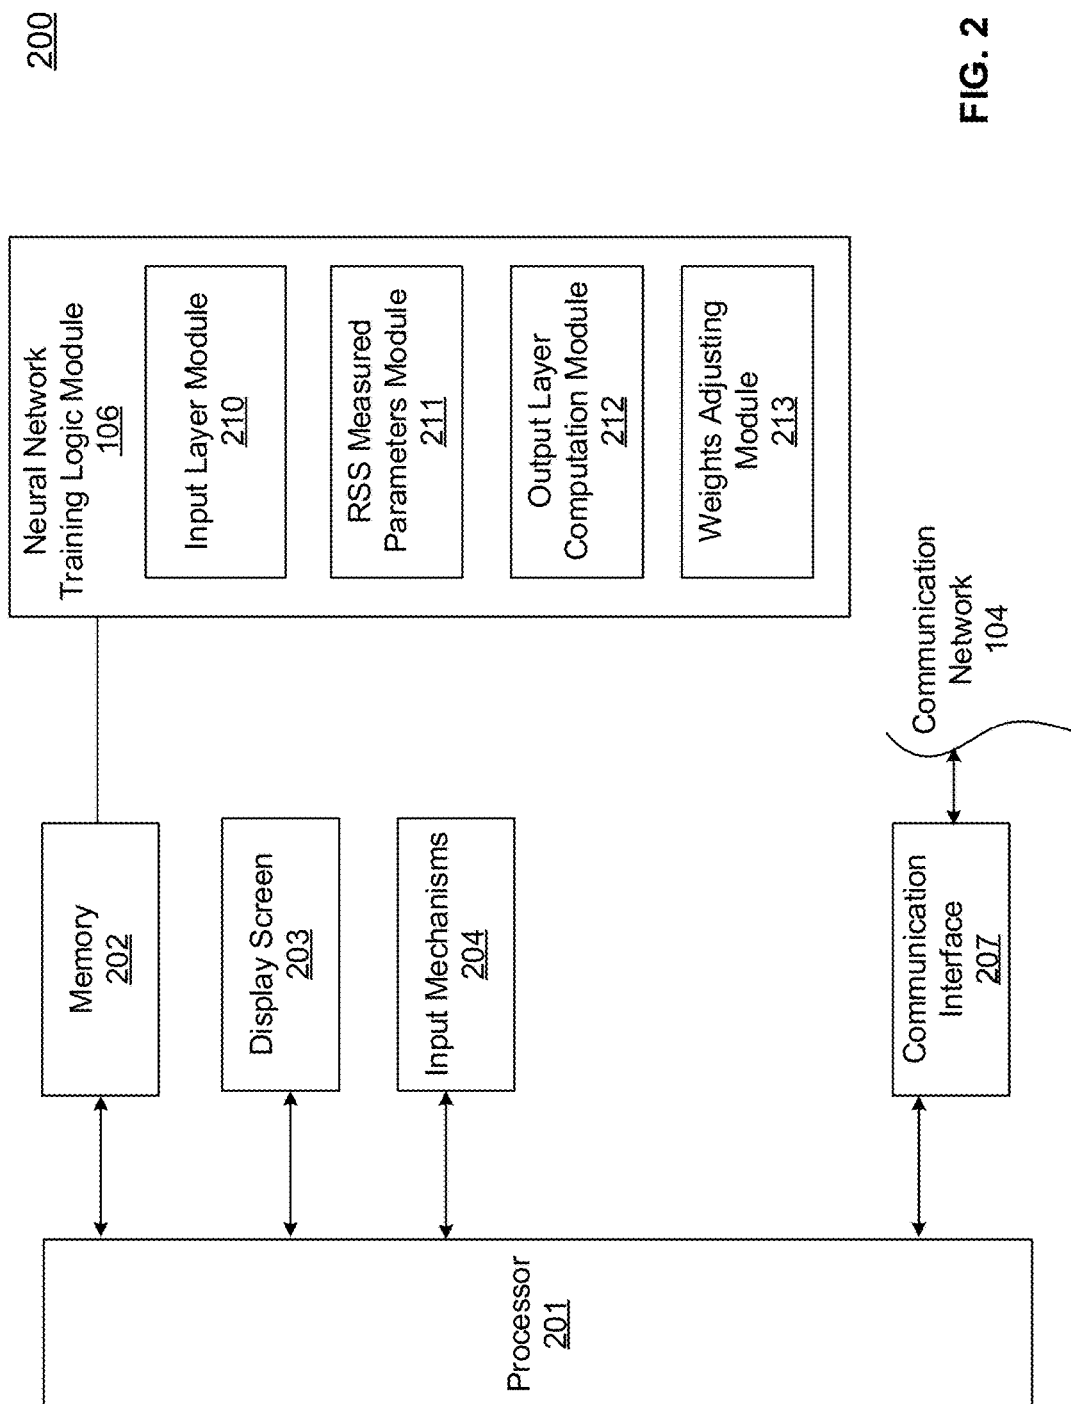 200
Neural Network
Training Logic Module
106
Input Layer Module
210
RSS Measured
Parameters Module
211
Output Layer
Computation Module
212
Weights Adjusting
Module
213
Memory
202
Display Screen
203
Input Mechanisms
204
Communication
Interface
207
Communication
Network
104
Processor
201
FIG. 2